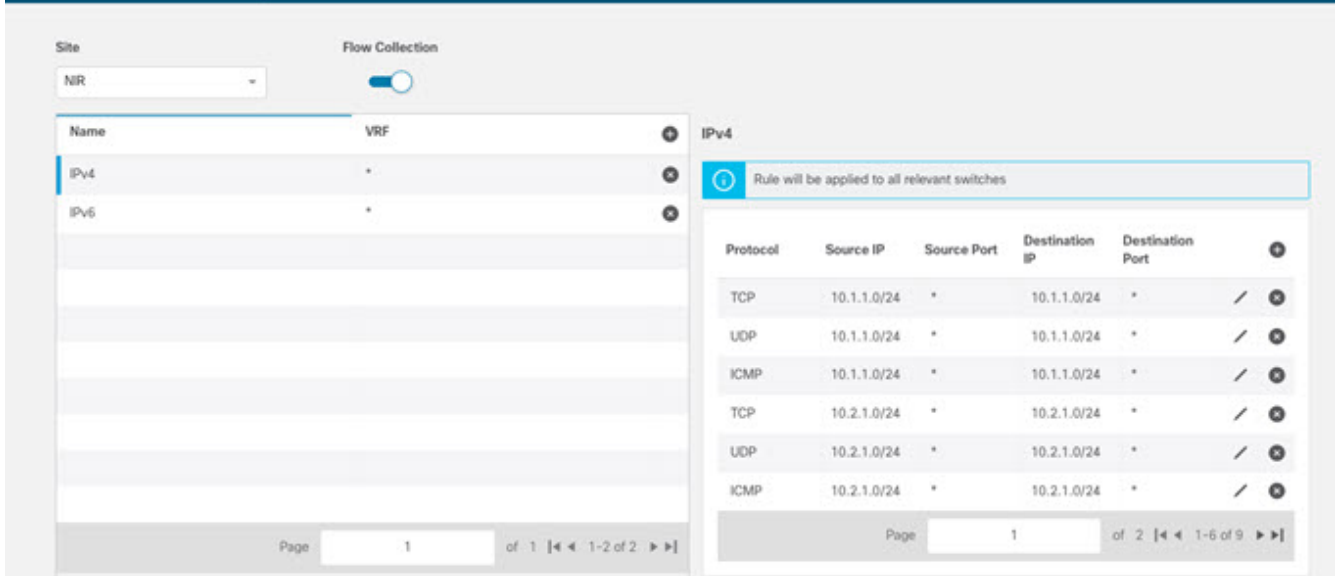 Site
Flow Collection
NIR
Name VRF
IPv4 *
IPv6 *
Page 1 of 1 1-2 of 2
IPv4
Rule will be applied to all relevant switches
Protocol Source IP Source Port Destination IP Destination Port
TCP 10.1.1.0/24 * 10.1.1.0/24 *
UDP 10.1.1.0/24 * 10.1.1.0/24 *
ICMP 10.1.1.0/24 * 10.1.1.0/24 *
TCP 10.2.1.0/24 * 10.2.1.0/24 *
UDP 10.2.1.0/24 * 10.2.1.0/24 *
ICMP 10.2.1.0/24 * 10.2.1.0/24 *
Page 1 of 2 1-6 of 9